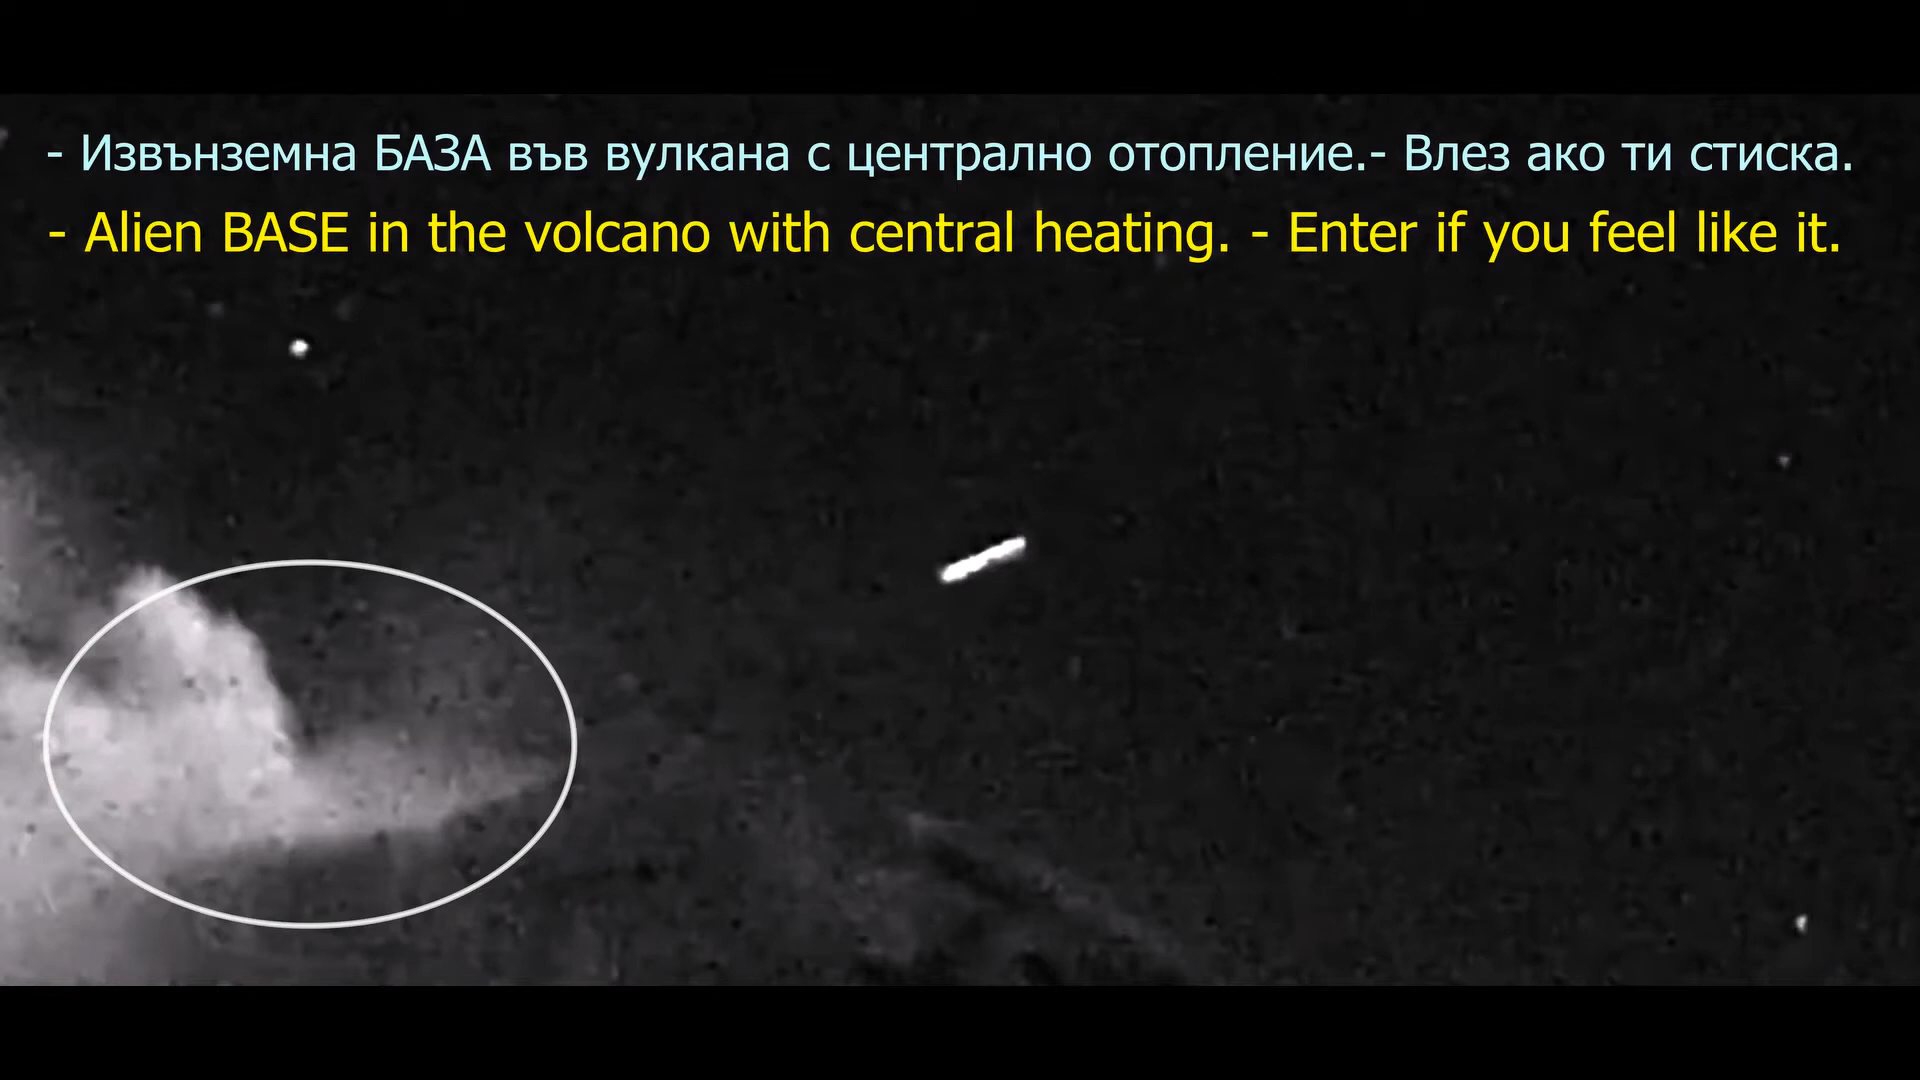 - Извънземна БАЗА във вулкана с централно отопление.- Влез ако ти стиска.
- Alien BASE in the volcano with central heating. - Enter if you feel like it.